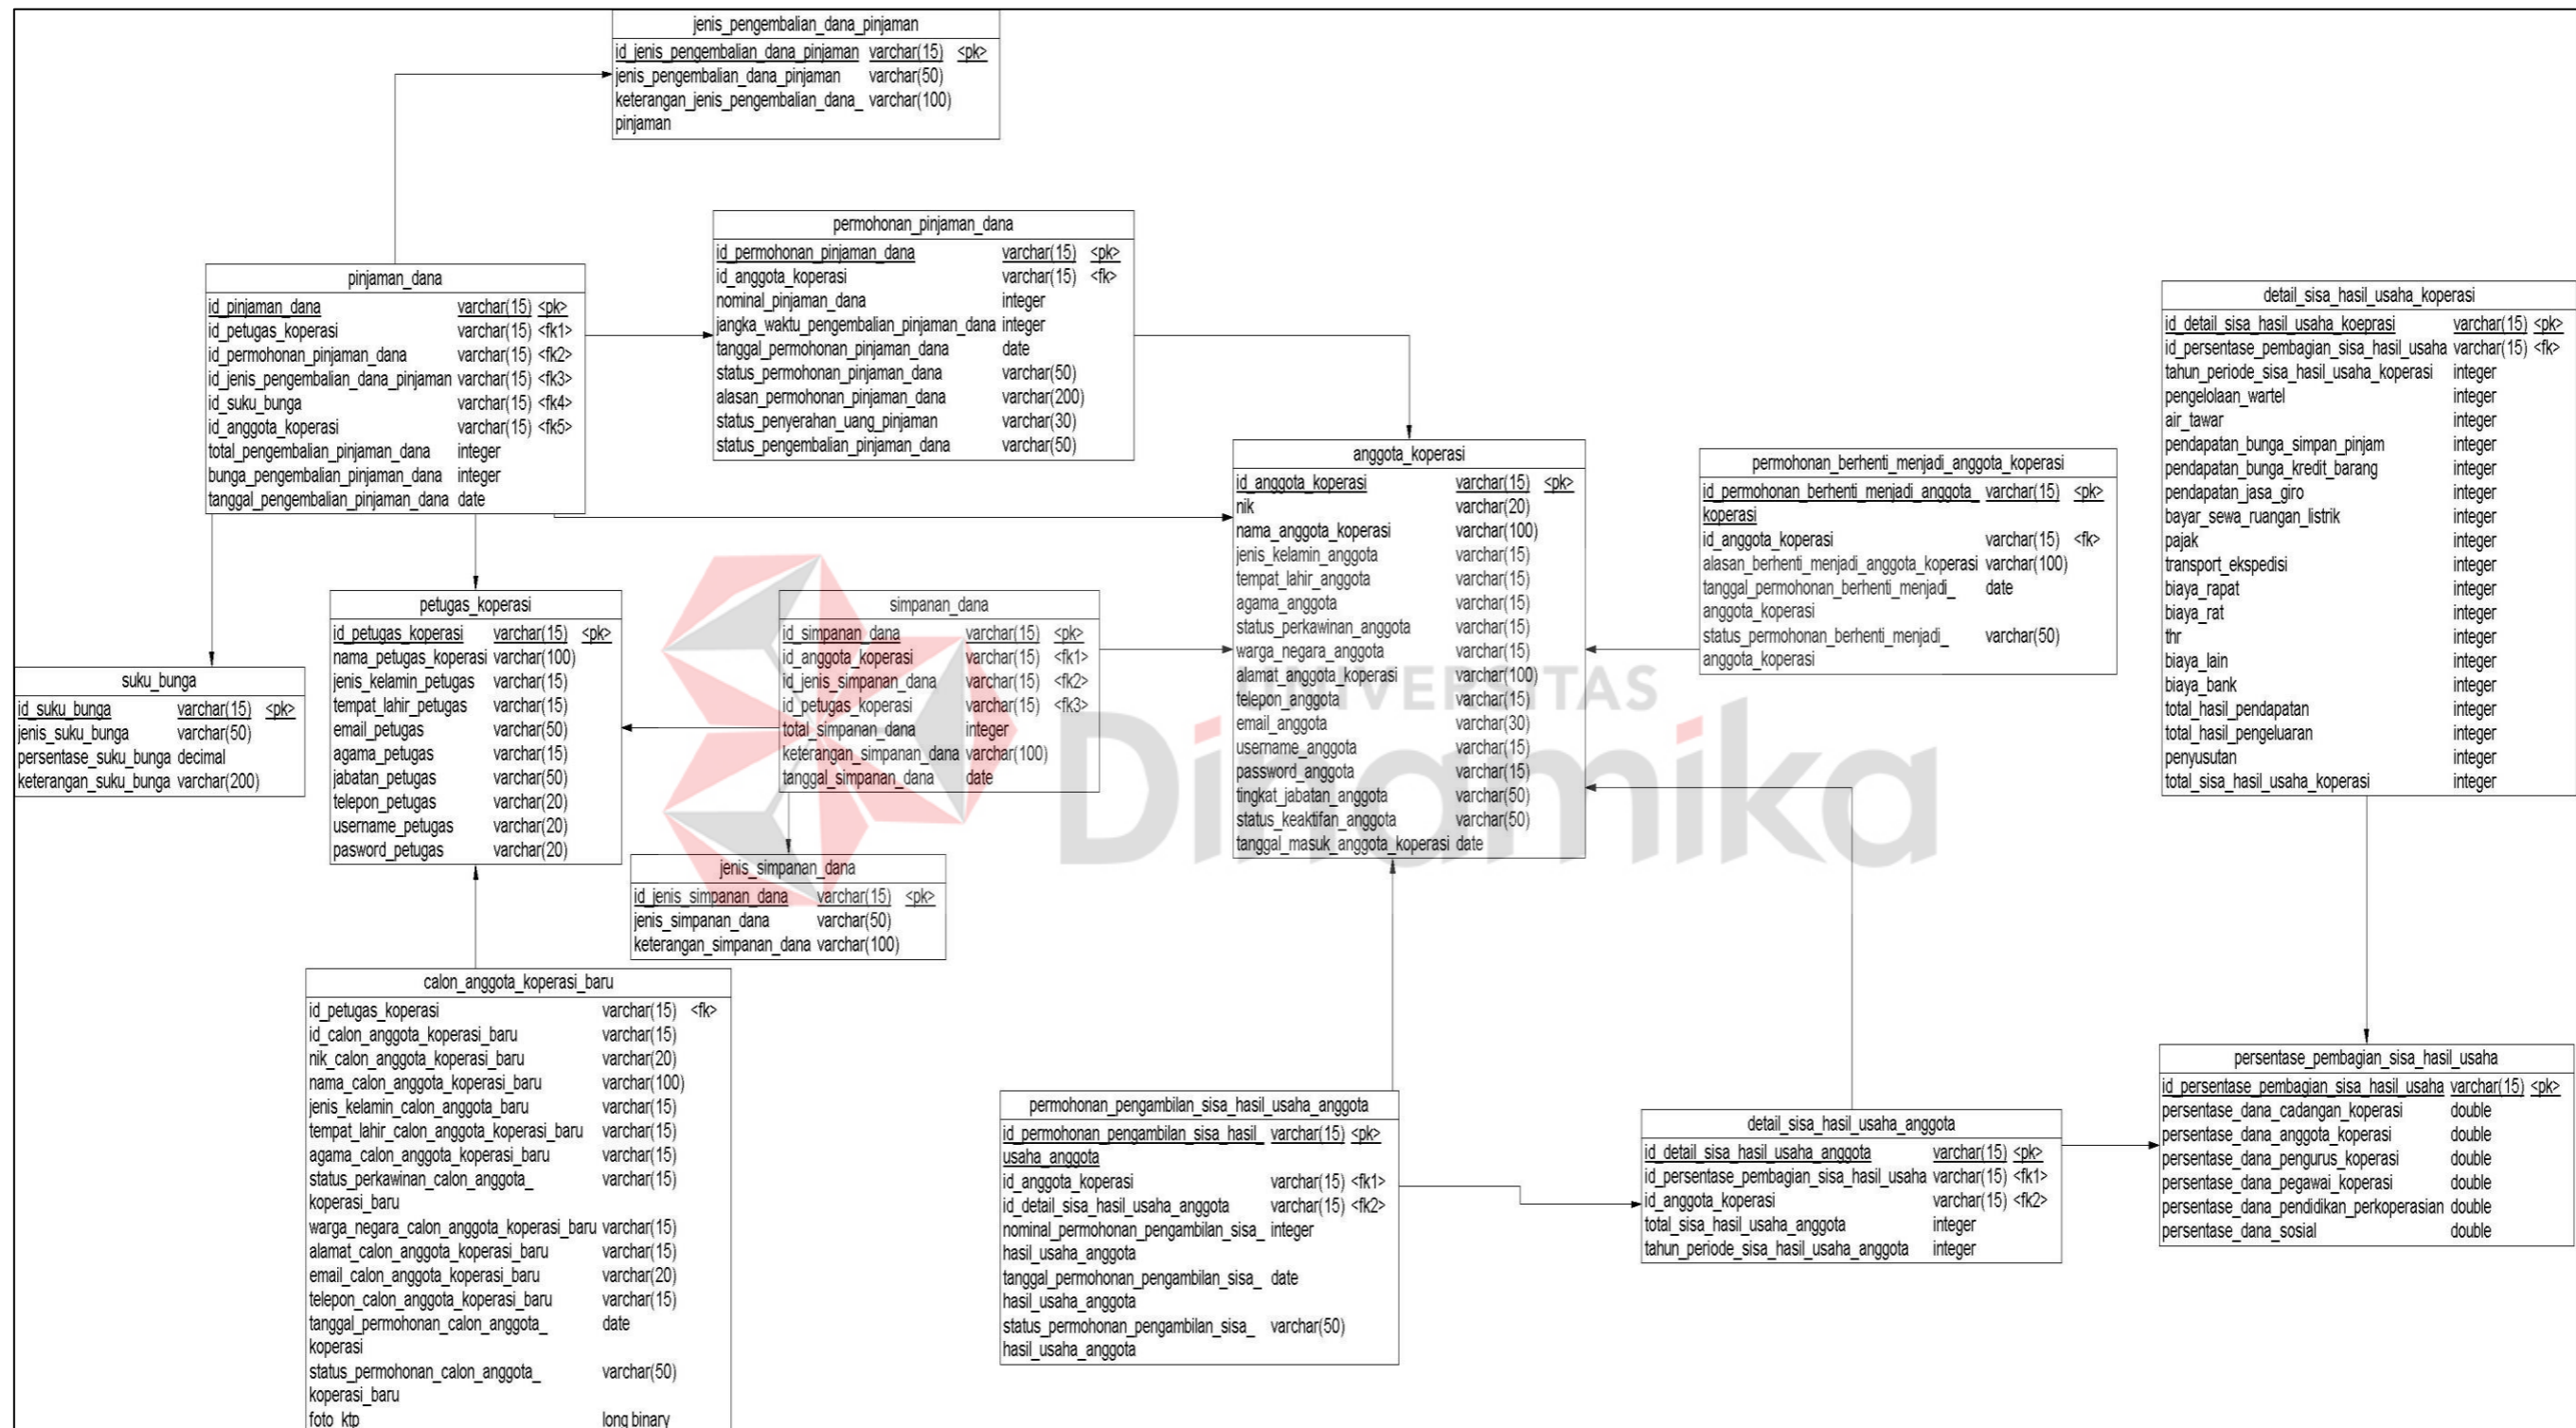 jenis_pengembalian_dana_pinjaman
id_jenis_pengembalian_dana_pinjaman varchar(15) <pk>
jenis_pengembalian_dana_pinjaman varchar(50)
keterangan_jenis_pengembalian_dana_ varchar(100)
pinjaman
permohonan_pinjaman_dana
id_permohonan_pinjaman_dana varchar(15) <pk>
id_anggota_koperasi varchar(15) <fk>
nominal_pinjaman_dana integer
jangka_waktu_pengembalian_pinjaman_dana integer
tanggal_permohonan_pinjaman_dana date
status_permohonan_pinjaman_dana varchar(50)
alasan_permohonan_pinjaman_dana varchar(200)
status_penyerahan_uang_pinjaman varchar(30)
status_pengembalian_pinjaman_dana varchar(50)
pinjaman_dana
id_pinjaman_dana varchar(15) <pk>
id_petugas_koperasi varchar(15) <fk1>
id_permohonan_pinjaman_dana varchar(15) <fk2>
id_jenis_pengembalian_dana_pinjaman varchar(15) <fk3>
id_suku_bunga varchar(15) <fk4>
id_anggota_koperasi varchar(15) <fk5>
total_pengembalian_pinjaman_dana integer
bunga_pengembalian_pinjaman_dana integer
tanggal_pengembalian_pinjaman_dana date
detail_sisa_hasil_usaha_koperasi
id_detail_sisa_hasil_usaha_koeprasi varchar(15) <pk>
id_persentase_pembagian_sisa_hasil_usaha varchar(15) <fk>
tahun_periode_sisa_hasil_usaha_koperasi integer
pengelolaan_wartel integer
air_tawar integer
pendapatan_bunga_simpan_pinjam integer
pendapatan_bunga_kredit_barang integer
pendapatan_jasa_giro integer
bayar_sewa_ruangan_listrik integer
pajak integer
transport_ekspedisi integer
biaya_rapat integer
biaya_rat integer
thr integer
biaya_lain integer
biaya_bank integer
total_hasil_pendapatan integer
total_hasil_pengeluaran integer
penyusutan integer
total_sisa_hasil_usaha_koperasi integer
anggota_koperasi
id_anggota_koperasi varchar(15) <pk>
nik varchar(20)
nama_anggota_koperasi varchar(100)
jenis_kelamin_anggota varchar(15)
tempat_lahir_anggota varchar(15)
agama_anggota varchar(15)
status_perkawinan_anggota varchar(15)
warga_negara_anggota varchar(15)
alamat_anggota_koperasi varchar(100)
telepon_anggota varchar(15)
email_anggota varchar(30)
username_anggota varchar(15)
password_anggota varchar(15)
tingkat_jabatan_anggota varchar(50)
status_keaktifan_anggota varchar(50)
tanggal_masuk_anggota_koperasi date
permohonan_berhenti_menjadi_anggota_koperasi
id_permohonan_berhenti_menjadi_anggota_ varchar(15) <pk>
koperasi
id_anggota_koperasi varchar(15) <fk>
alasan_berhenti_menjadi_anggota_koperasi varchar(100)
tanggal_permohonan_berhenti_menjadi_ date
anggota_koperasi
status_permohonan_berhenti_menjadi_ varchar(50)
anggota_koperasi
petugas_koperasi
id_petugas_koperasi varchar(15) <pk>
nama_petugas_koperasi varchar(100)
jenis_kelamin_petugas varchar(15)
tempat_lahir_petugas varchar(15)
email_petugas varchar(50)
agama_petugas varchar(15)
jabatan_petugas varchar(50)
telepon_petugas varchar(20)
username_petugas varchar(20)
pasword_petugas varchar(20)
simpanan_dana
id_simpanan_dana varchar(15) <pk>
id_anggota_koperasi varchar(15) <fk1>
id_jenis_simpanan_dana varchar(15) <fk2>
id_petugas_koperasi varchar(15) <fk3>
total_simpanan_dana integer
keterangan_simpanan_dana varchar(100)
tanggal_simpanan_dana date
suku_bunga
id_suku_bunga varchar(15) <pk>
jenis_suku_bunga varchar(50)
persentase_suku_bunga decimal
keterangan_suku_bunga varchar(200)
UNIVERSITAS
Dinamika
jenis_simpanan_dana
id_jenis_simpanan_dana varchar(15) <pk>
jenis_simpanan_dana varchar(50)
keterangan_simpanan_dana varchar(100)
calon_anggota_koperasi_baru
id_petugas_koperasi varchar(15) <fk>
id_calon_anggota_koperasi_baru varchar(15)
nik_calon_anggota_koperasi_baru varchar(20)
nama_calon_anggota_koperasi_baru varchar(100)
jenis_kelamin_calon_anggota_baru varchar(15)
tempat_lahir_calon_anggota_koperasi_baru varchar(15)
agama_calon_anggota_koperasi_baru varchar(15)
status_perkawinan_calon_anggota_ varchar(15)
koperasi_baru
warga_negara_calon_anggota_koperasi_baru varchar(15)
alamat_calon_anggota_koperasi_baru varchar(15)
email_calon_anggota_koperasi_baru varchar(20)
telepon_calon_anggota_koperasi_baru varchar(15)
tanggal_permohonan_calon_anggota_ date
koperasi
status_permohonan_calon_anggota_ varchar(50)
koperasi_baru
foto_ktp long binary
permohonan_pengambilan_sisa_hasil_usaha_anggota
id_permohonan_pengambilan_sisa_hasil_ varchar(15) <pk>
usaha_anggota
id_anggota_koperasi varchar(15) <fk1>
id_detail_sisa_hasil_usaha_anggota varchar(15) <fk2>
nominal_permohonan_pengambilan_sisa_ integer
hasil_usaha_anggota
tanggal_permohonan_pengambilan_sisa_ date
hasil_usaha_anggota
status_permohonan_pengambilan_sisa_ varchar(50)
hasil_usaha_anggota
detail_sisa_hasil_usaha_anggota
id_detail_sisa_hasil_usaha_anggota varchar(15) <pk>
id_persentase_pembagian_sisa_hasil_usaha varchar(15) <fk1>
id_anggota_koperasi varchar(15) <fk2>
total_sisa_hasil_usaha_anggota integer
tahun_periode_sisa_hasil_usaha_anggota integer
persentase_pembagian_sisa_hasil_usaha
id_persentase_pembagian_sisa_hasil_usaha varchar(15) <pk>
persentase_dana_cadangan_koperasi double
persentase_dana_anggota_koperasi double
persentase_dana_pengurus_koperasi double
persentase_dana_pegawai_koperasi double
persentase_dana_pendidikan_perkoperasian double
persentase_dana_sosial double